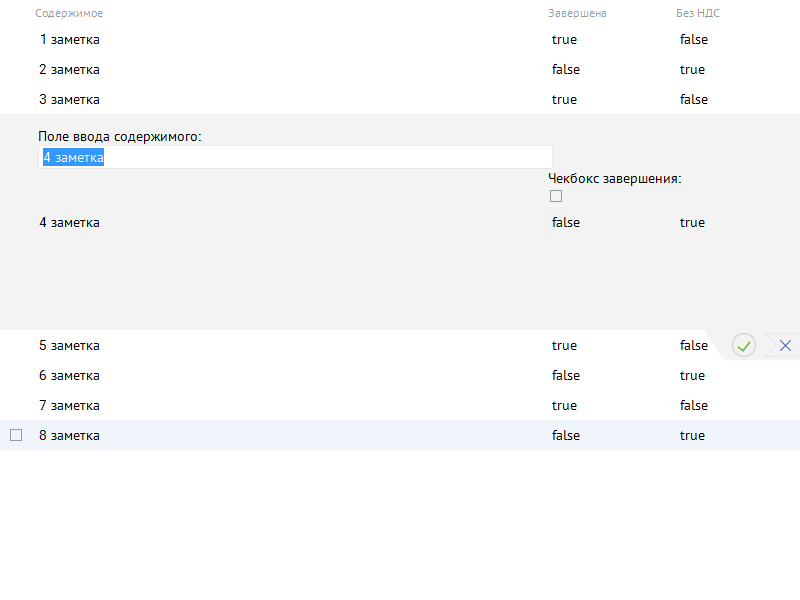 Содержимое Завершена Без НДС
1 заметка true false
2 заметка false true
3 заметка true false
Поле ввода содержимого:
4 заметка
Чекбокс завершения:
4 заметка false true
5 заметка true false
6 заметка false true
7 заметка true false
8 заметка false true